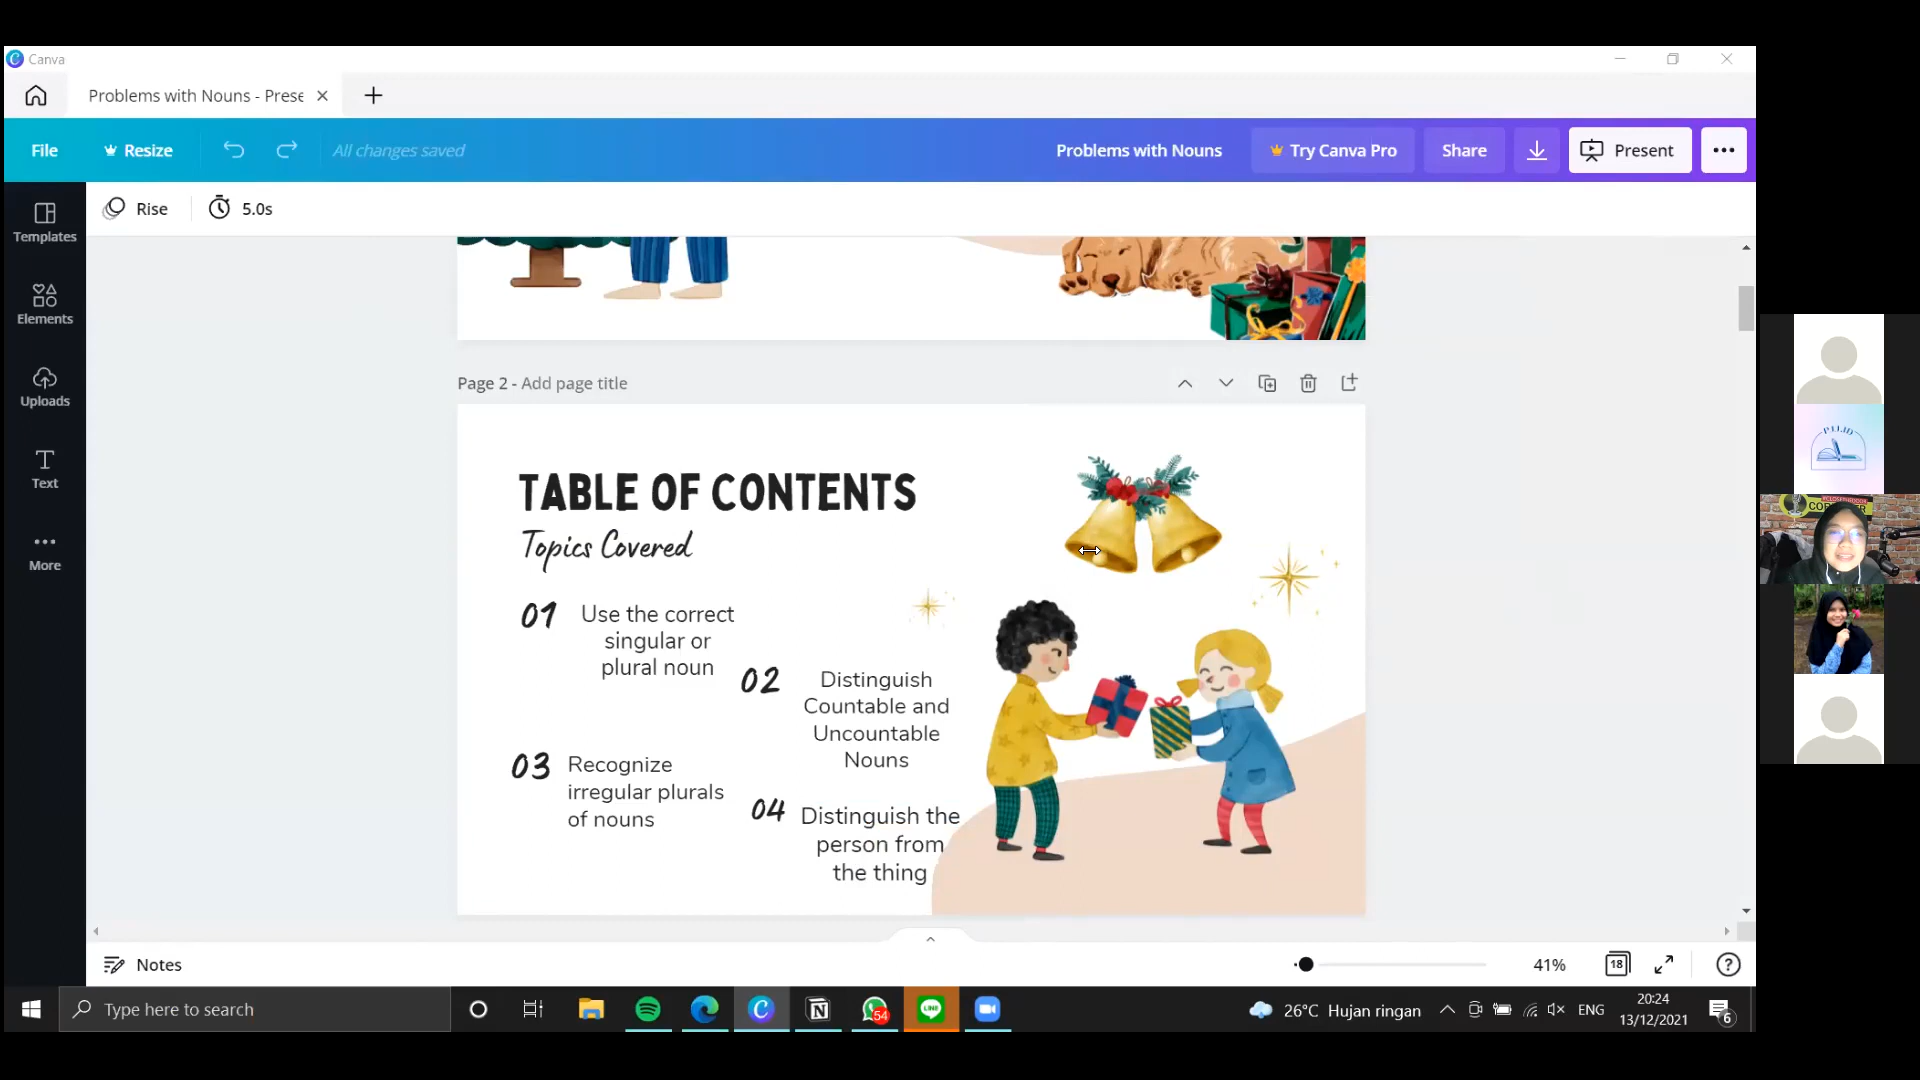 Canva
Problems with Nouns - Prese
File
Resize
All changes saved
Problems with Nouns
Try Canva Pro
Share
Present
Rise
5.0s
Templates
Elements
Uploads
Text
More
Page 2 - Add page title
TABLE OF CONTENTS
Topics Covered
01
Use the correct
singular or
plural noun
02
Distinguish
Countable and
Uncountable
Nouns
03
Recognize
irregular plurals
of nouns
04
Distinguish the
person from
the thing
Notes
41%
18
Type here to search
54
26°C Hujan ringan
ENG
20:24
13/12/2021
6